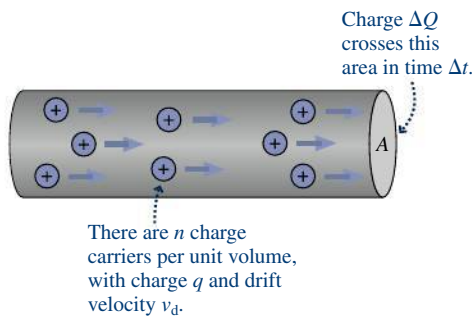 Charge ΔQ
crosses this
area in time Δt.
+
+
+
+
+
+
+
+
A
There are n charge
carriers per unit volume,
with charge q and drift
velocity v_d.